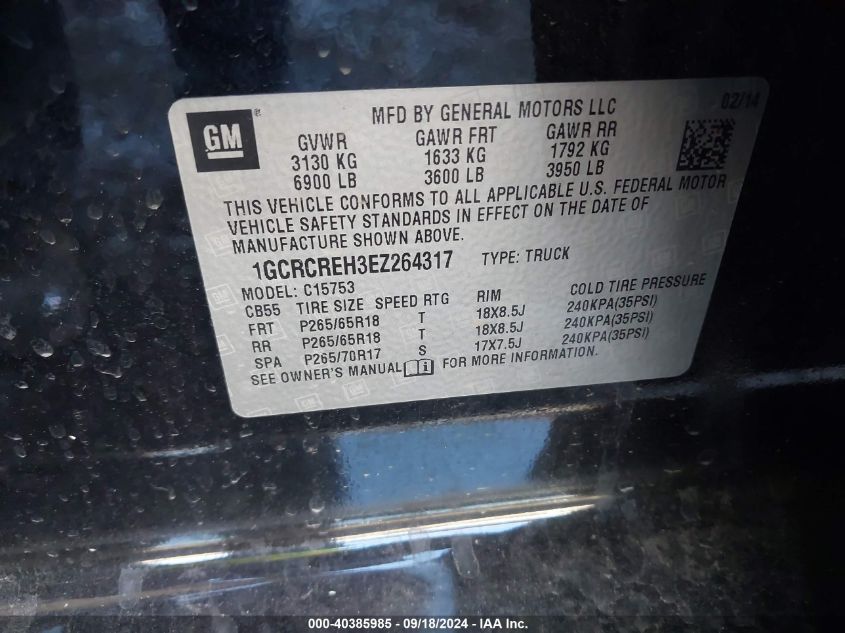 MFD BY GENERAL MOTORS LLC 02/14
GM ®
GVWR GAWR FRT GAWR RR
3130 KG 1633 KG 1792 KG
6900 LB 3600 LB 3950 LB
THIS VEHICLE CONFORMS TO ALL APPLICABLE U.S. FEDERAL MOTOR
VEHICLE SAFETY STANDARDS IN EFFECT ON THE DATE OF
MANUFACTURE SHOWN ABOVE.
1GCRCREH3EZ264317 TYPE: TRUCK
MODEL: C15753
CB55 TIRE SIZE SPEED RTG RIM COLD TIRE PRESSURE
FRT P265/65R18 T 18X8.5J 240KPA(35PSI)
RR P265/65R18 T 18X8.5J 240KPA(35PSI)
SPA P265/70R17 S 17X7.5J 240KPA(35PSI)
SEE OWNER'S MANUAL i FOR MORE INFORMATION.
000-40385985 - 09/18/2024 - IAA Inc.